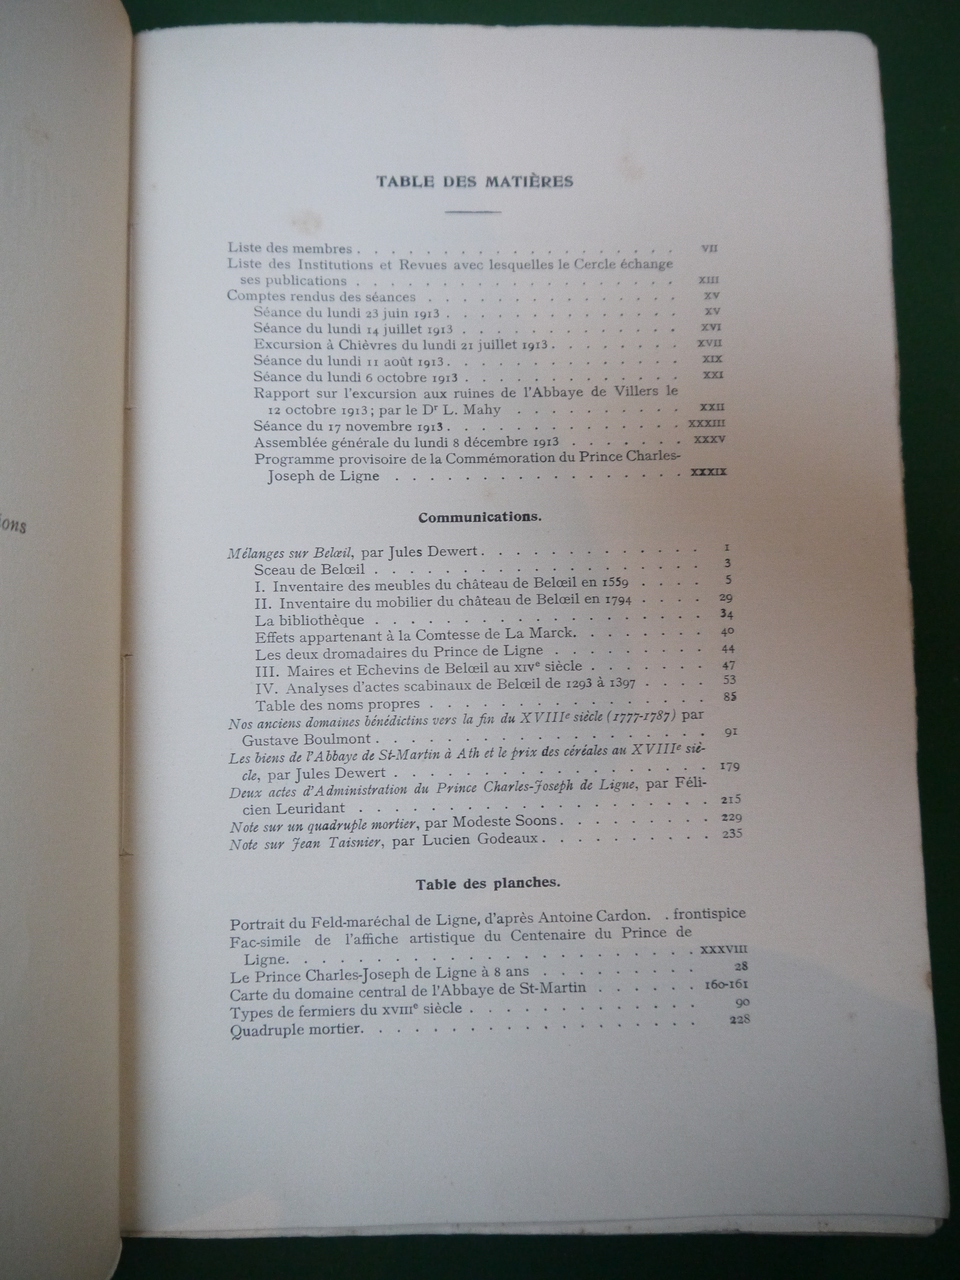 TABLE DES MATIÈRES
Liste des membres . . . . . . . . . . . . . . . . . . VII
Liste des Institutions et Revues avec lesquelles le Cercle échange
ses publications . . . . . . . . . . . . . . . . . . XIII
Comptes rendus des séances . . . . . . . . . . . . . . XV
Séance du lundi 23 juin 1913 . . . . . . . . . . . . XV
Séance du lundi 14 juillet 1913 . . . . . . . . . . . . XVI
Excursion à Chièvres du lundi 21 juillet 1913 . . . . . . . XVII
Séance du lundi 11 août 1913 . . . . . . . . . . . . XIX
Séance du lundi 6 octobre 1913 . . . . . . . . . . . . XXI
Rapport sur l'excursion aux ruines de l'Abbaye de Villers le
12 octobre 1913; par le Dr L. Mahy . . . . . . . . . XXII
Séance du 17 novembre 1913 . . . . . . . . . . . . XXXIII
Assemblée générale du lundi 8 décembre 1913 . . . . . . . XXXV
Programme provisoire de la Commémoration du Prince Charles-
Joseph de Ligne . . . . . . . . . . . . . . . . XXXIX
ions
Communications.
Mélanges sur Belœil, par Jules Dewert . . . . . . . . . . . . 1
Sceau de Belœil . . . . . . . . . . . . . . . . . . 3
I. Inventaire des meubles du château de Belœil en 1559 . . . . 5
II. Inventaire du mobilier du château de Belœil en 1794 . . . . 29
La bibliothèque . . . . . . . . . . . . . . . . . . 34
Effets appartenant à la Comtesse de La Marck. . . . . . . 40
Les deux dromadaires du Prince de Ligne . . . . . . . . . 44
III. Maires et Echevins de Belœil au XIVe siècle . . . . . . 47
IV. Analyses d'actes scabinaux de Belœil de 1293 à 1397 . . . . 53
Table des noms propres . . . . . . . . . . . . . . . 85
Nos anciens domaines bénédictins vers la fin du XVIIIe siècle (1777-1787) par
Gustave Boulmont . . . . . . . . . . . . . . . . . . 91
Les biens de l'Abbaye de St-Martin à Ath et le prix des céréales au XVIIIe siè-
cle, par Jules Dewert . . . . . . . . . . . . . . . . 179
Deux actes d'Administration du Prince Charles-Joseph de Ligne, par Féli-
cien Leuridant . . . . . . . . . . . . . . . . . . 215
Note sur un quadruple mortier, par Modeste Soons . . . . . . . . 229
Note sur Jean Taisnier, par Lucien Godeaux . . . . . . . . . 235
Table des planches.
Portrait du Feld-maréchal de Ligne, d'après Antoine Cardon. . . frontispice
Fac-simile de l'affiche artistique du Centenaire du Prince de
Ligne. . . . . . . . . . . . . . . . . . . . . XXXVIII
Le Prince Charles-Joseph de Ligne à 8 ans . . . . . . . . . 28
Carte du domaine central de l'Abbaye de St-Martin . . . . . . 160-161
Types de fermiers du XVIIIe siècle . . . . . . . . . . . . 90
Quadruple mortier. . . . . . . . . . . . . . . . . . 228